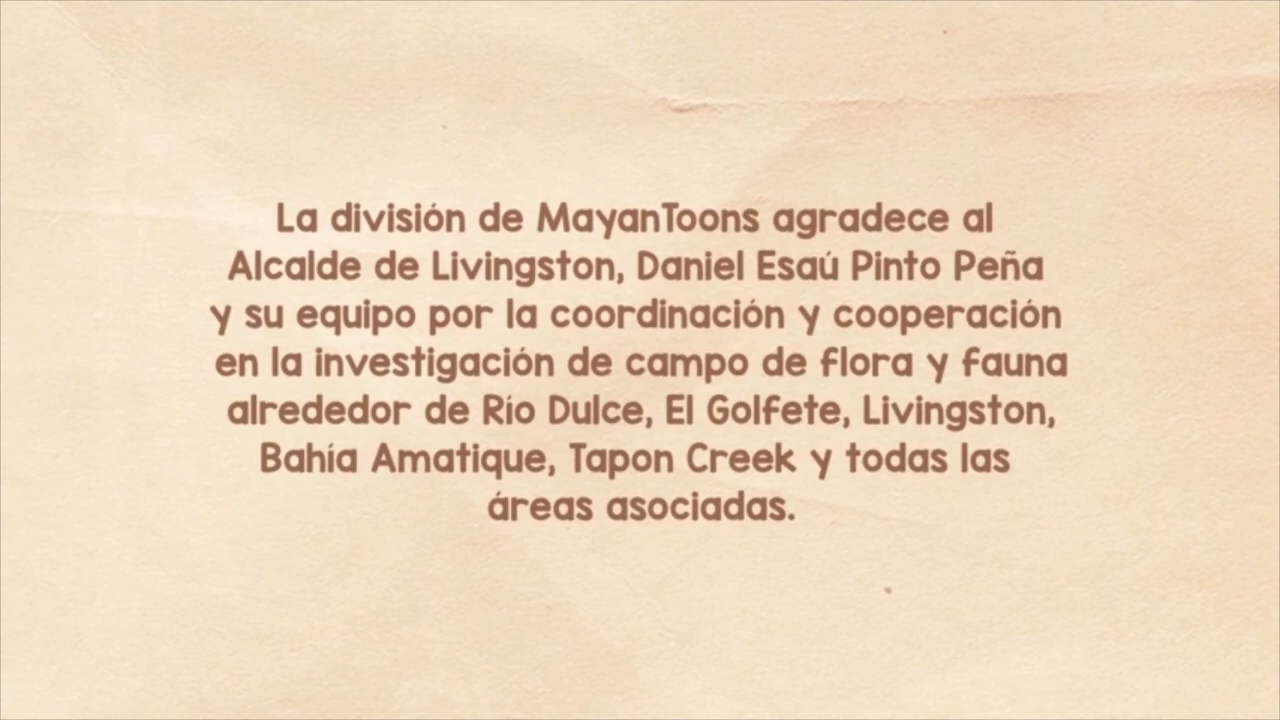 La división de MayanToons agradece al
Alcalde de Livingston, Daniel Esaú Pinto Peña
y su equipo por la coordinación y cooperación
en la investigación de campo de flora y fauna
alrededor de Río Dulce, El Golfete, Livingston,
Bahía Amatique, Tapon Creek y todas las
áreas asociadas.